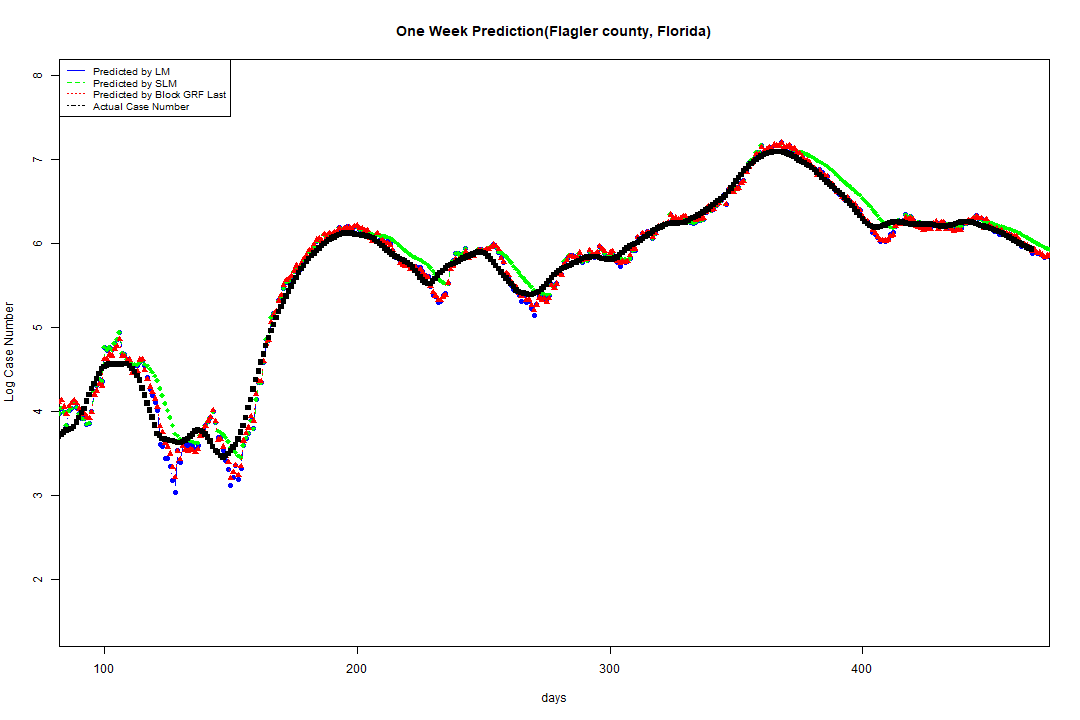 One Week Prediction(Flagler county, Florida)
Predicted by LM
Predicted by SLM
Predicted by Block GRF Last
Actual Case Number
8
7
6
5
4
3
2
Log Case Number
100 200 300 400
days